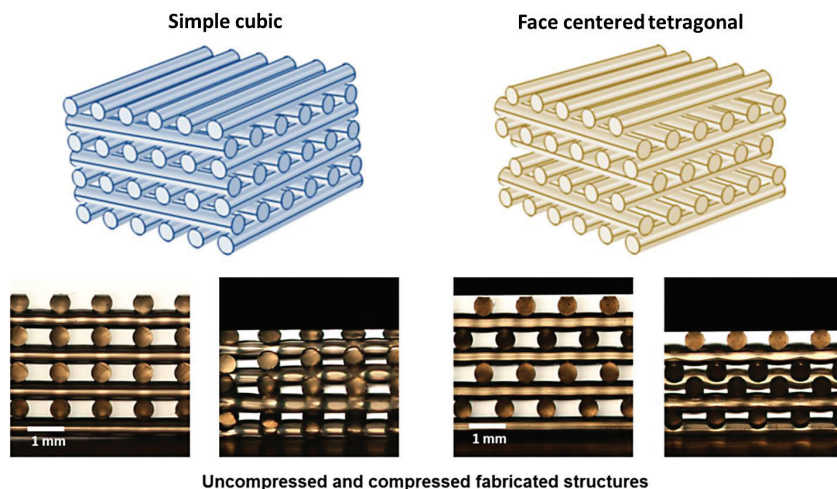 Simple cubic
Face centered tetragonal
1 mm
1 mm
Uncompressed and compressed fabricated structures